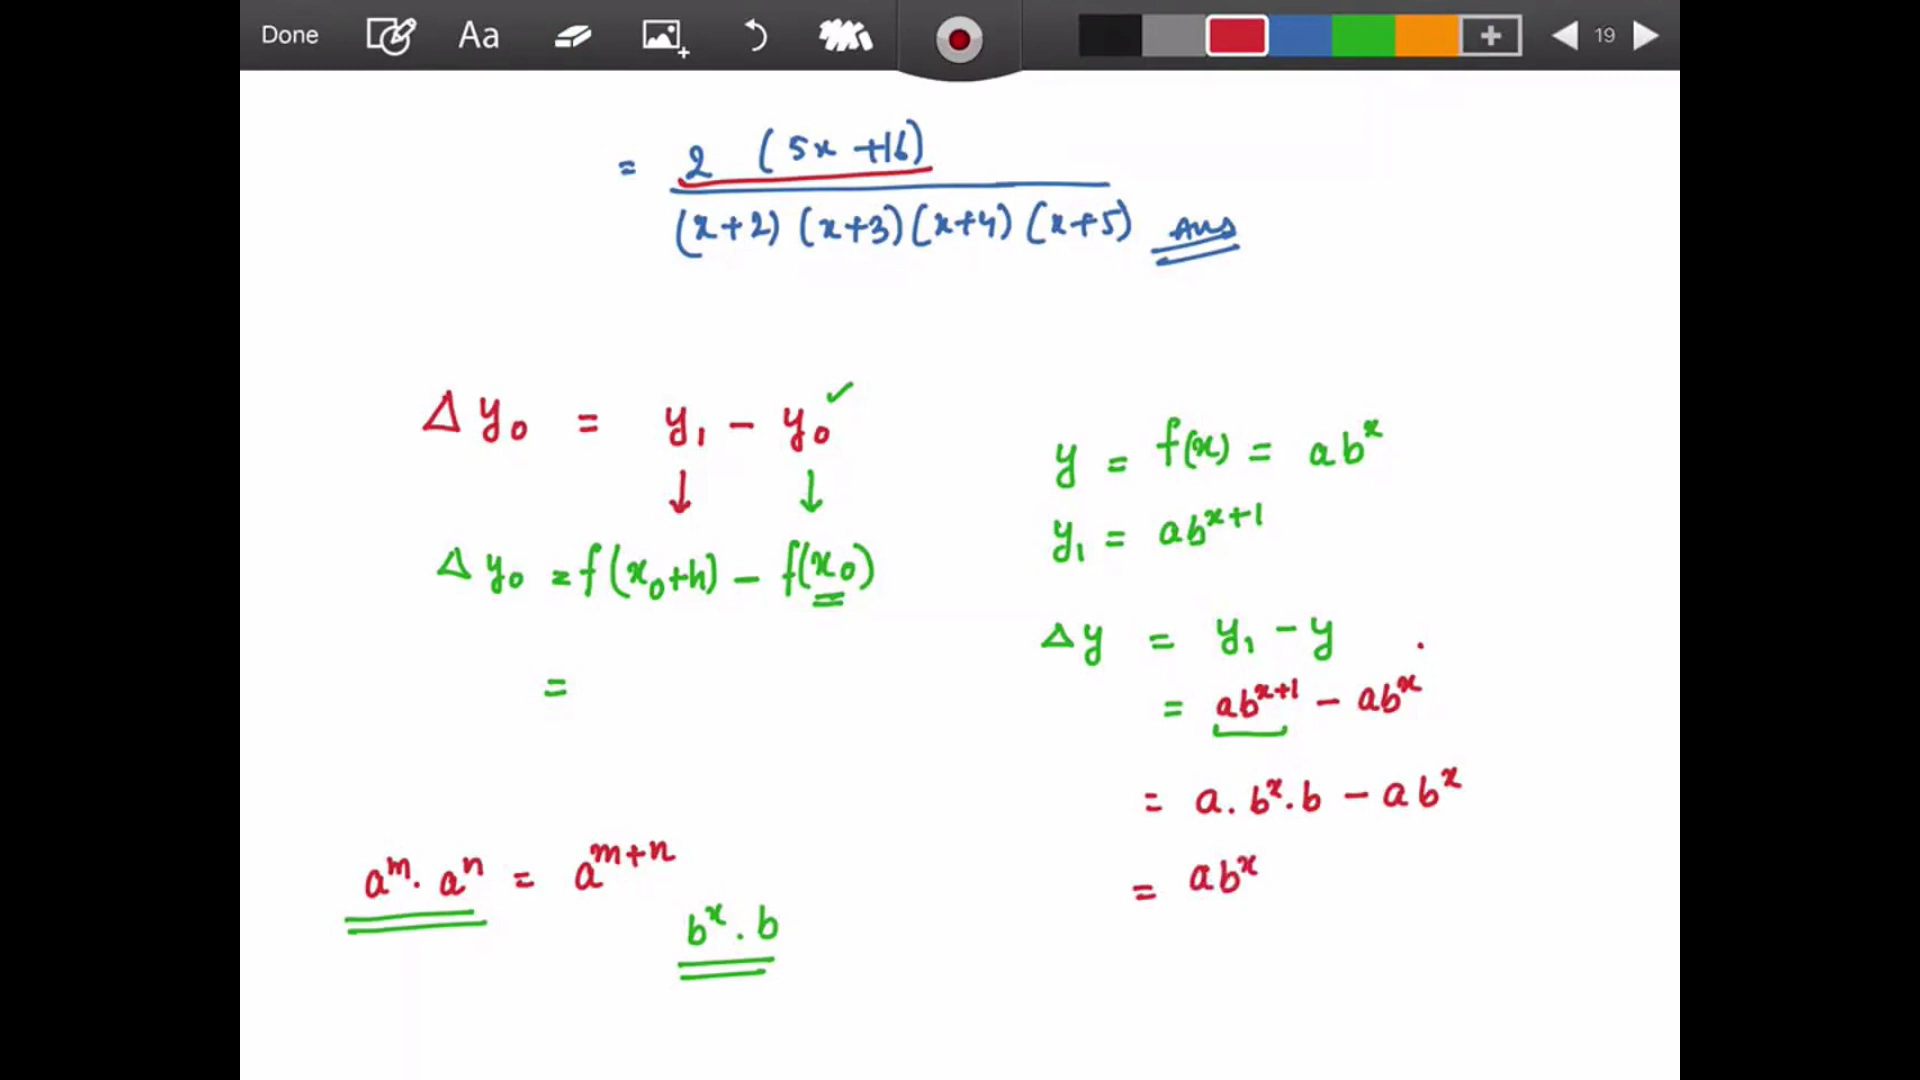 Done Aa 19
= 2 (5x+16)
(x+2) (x+3) (x+4) (x+5) Ans
Δy₀ = y₁ - y₀ ✓
↓ ↓
Δy₀ = f(x₀+h) - f(x₀)
=
aᵐ · aⁿ = aᵐ⁺ⁿ
bˣ · b
y = f(x) = abˣ
y₁ = abˣ⁺¹
Δy = y₁ - y
= abˣ⁺¹ - abˣ
= a · bˣ · b - abˣ
= abˣ